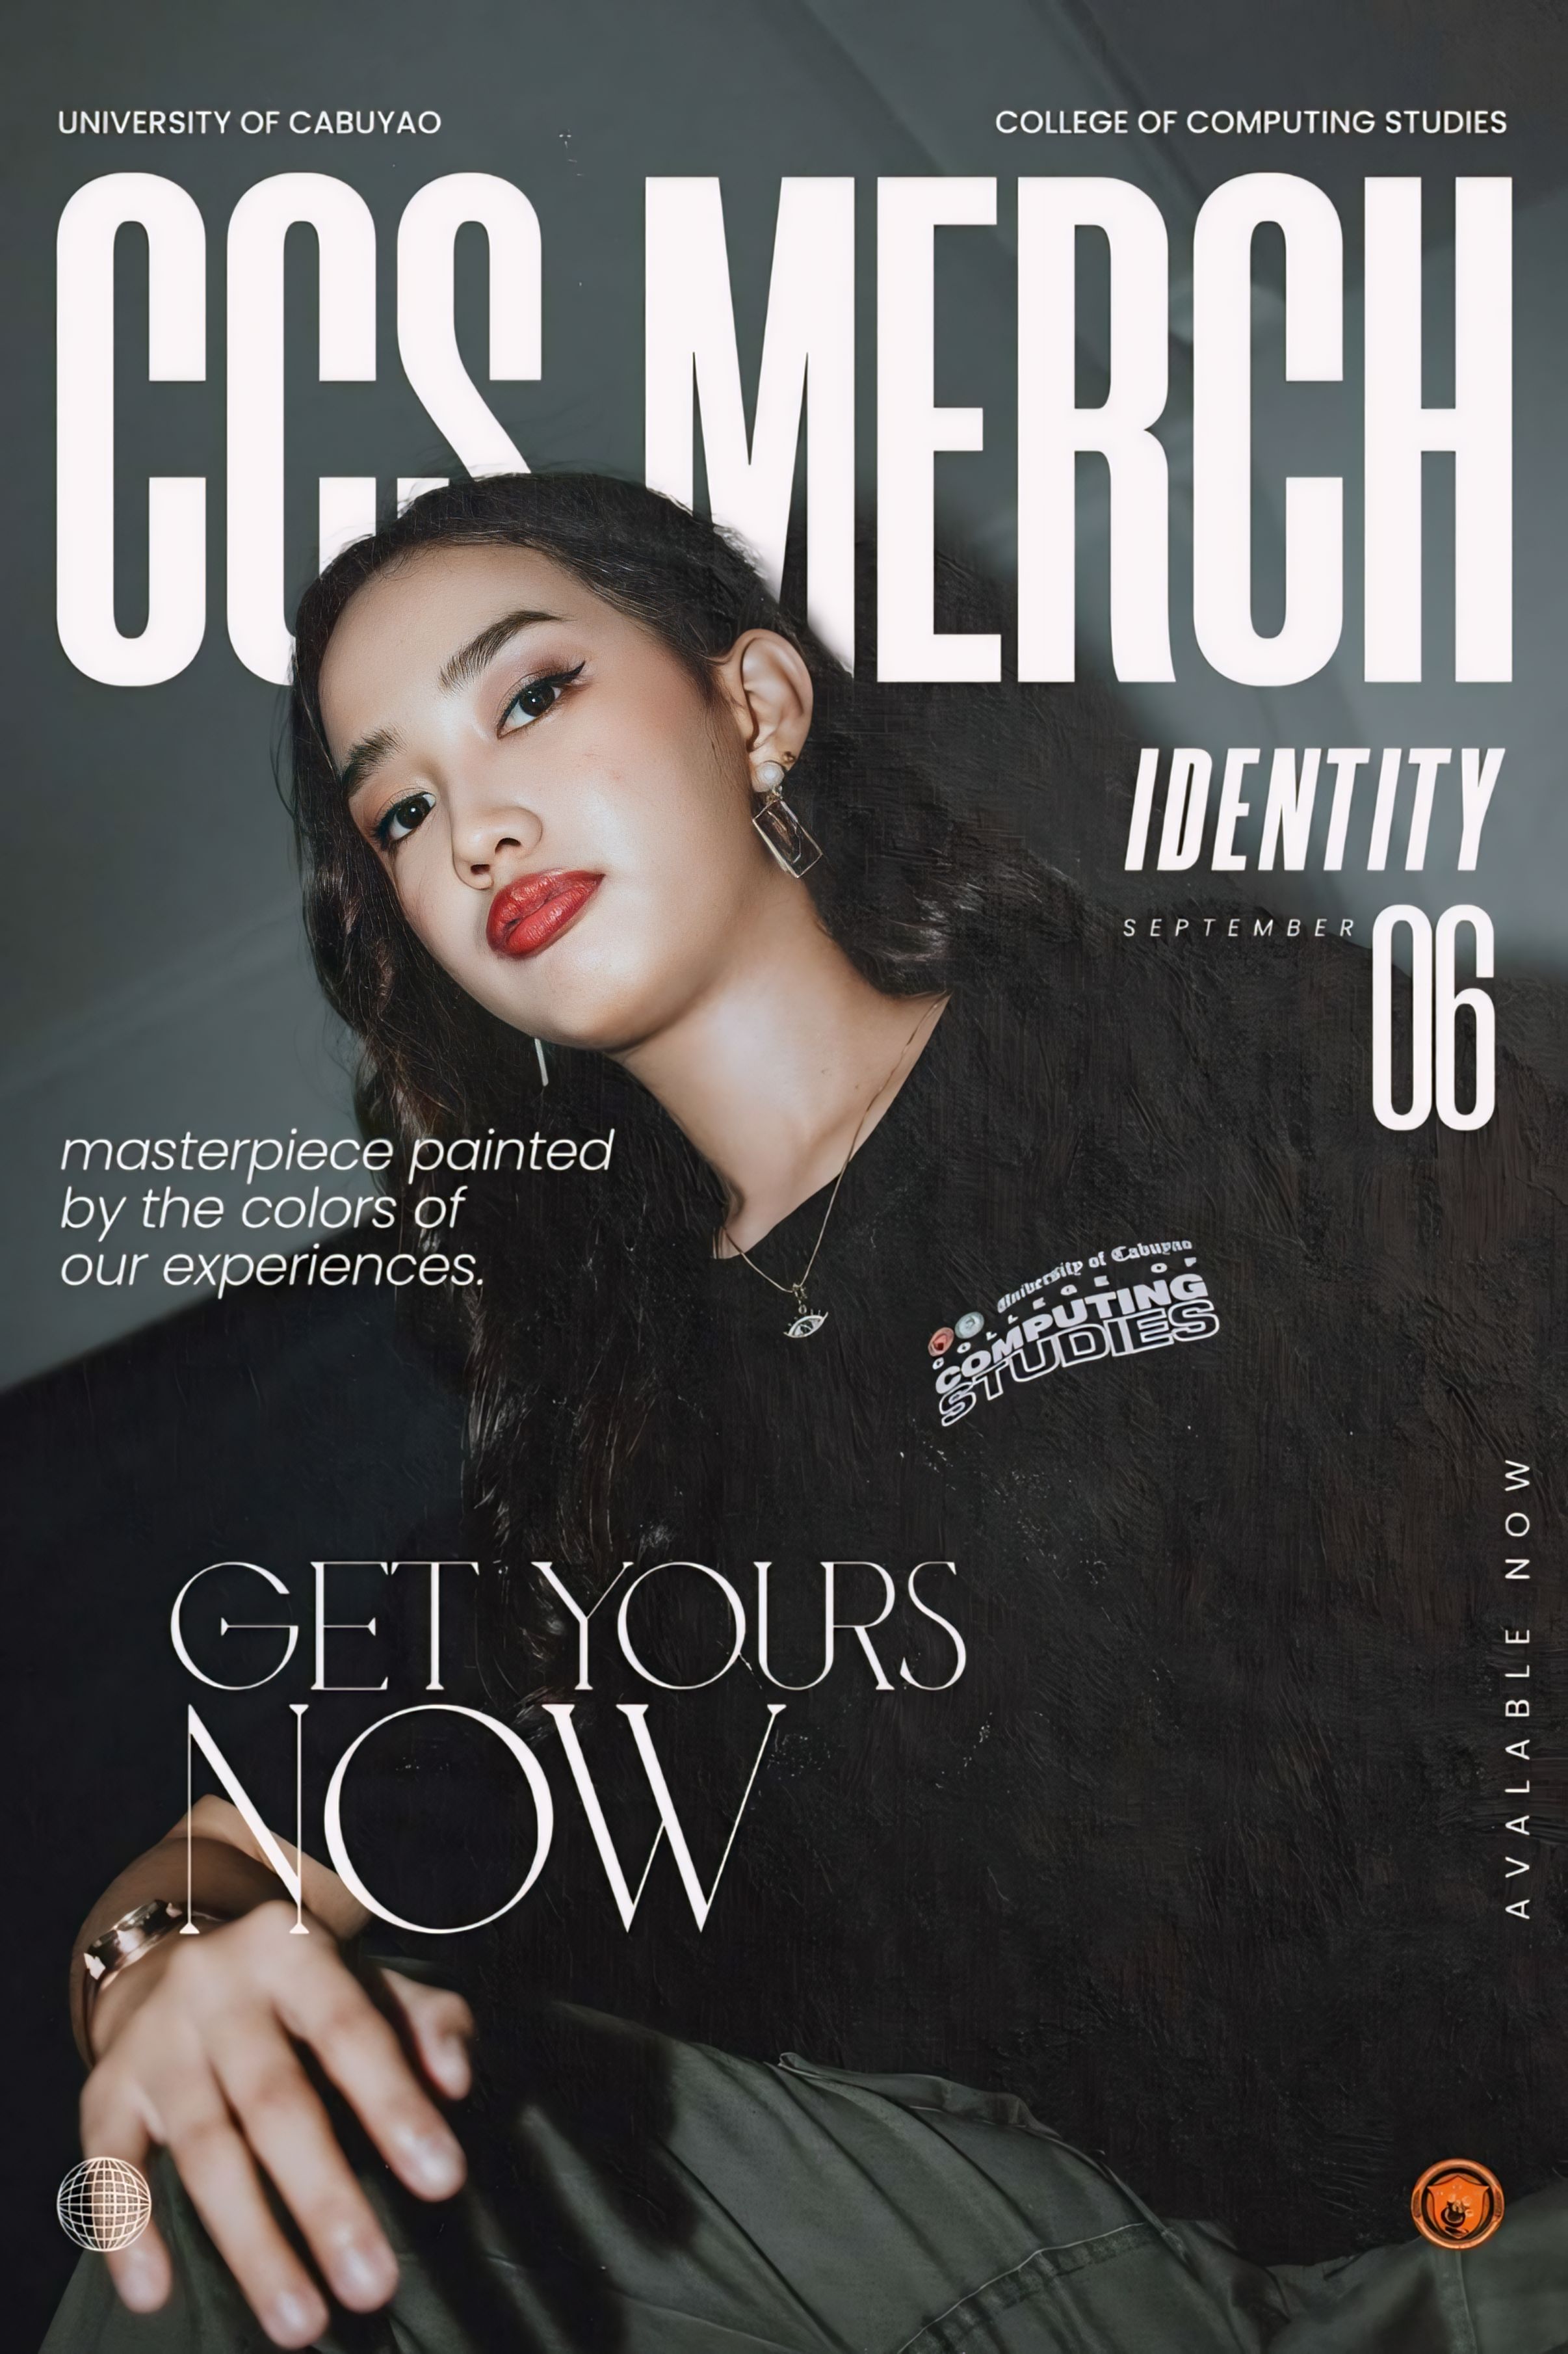 UNIVERSITY OF CABUYAO
COLLEGE OF COMPUTING STUDIES
CCS MERCH
IDENTITY
SEPTEMBER 06
masterpiece painted
by the colors of
our experiences.
University of Cabuyao
COLLEGE OF
COMPUTING
STUDIES
GET YOURS
NOW
AVALABLE NOW